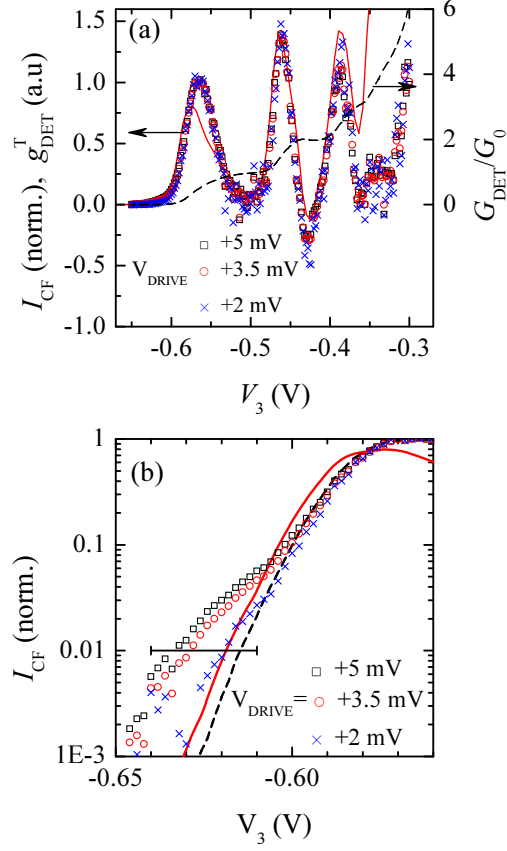 (a)
1.5
1.0
0.5
0.0
-0.5
-1.0
I_CF (norm.), g^T_DET (a.u)
6
4
2
0
G_DET/G_0
V_DRIVE
+5 mV
+3.5 mV
+2 mV
-0.6
-0.5
-0.4
-0.3
V_3 (V)
(b)
1
0.1
0.01
1E-3
I_CF (norm.)
+5 mV
V_DRIVE= +3.5 mV
+2 mV
-0.65
-0.60
V_3 (V)